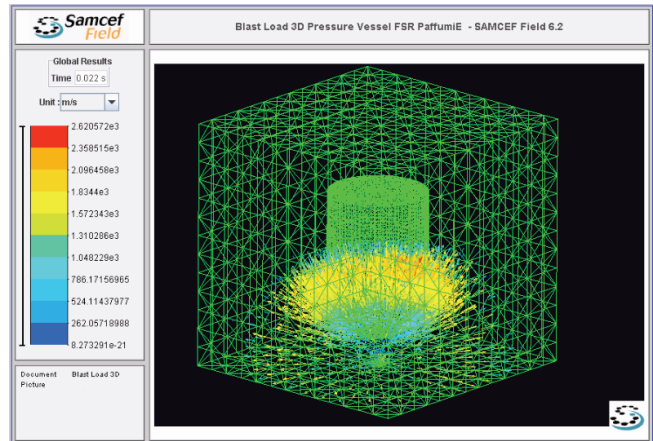 Samcef
Field
Blast Load 3D Pressure Vessel FSR PaffumiE - SAMCEF Field 6.2
Global Results
Time 0.022 s
Unit : m/s
2.620572e3
2.358515e3
2.096458e3
1.8344e3
1.572343e3
1.310286e3
1.048229e3
786.17156965
524.11437977
262.05718988
8.273291e-21
Document Blast Load 3D
Picture